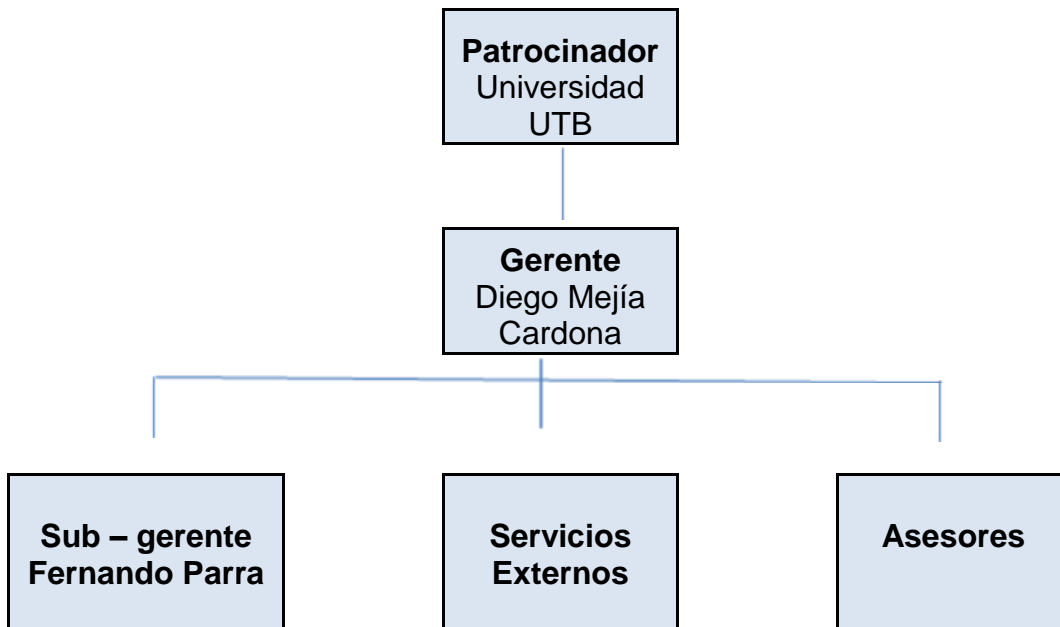 Patrocinador
Universidad
UTB
Gerente
Diego Mejía
Cardona
Sub – gerente
Fernando Parra
Servicios
Externos
Asesores